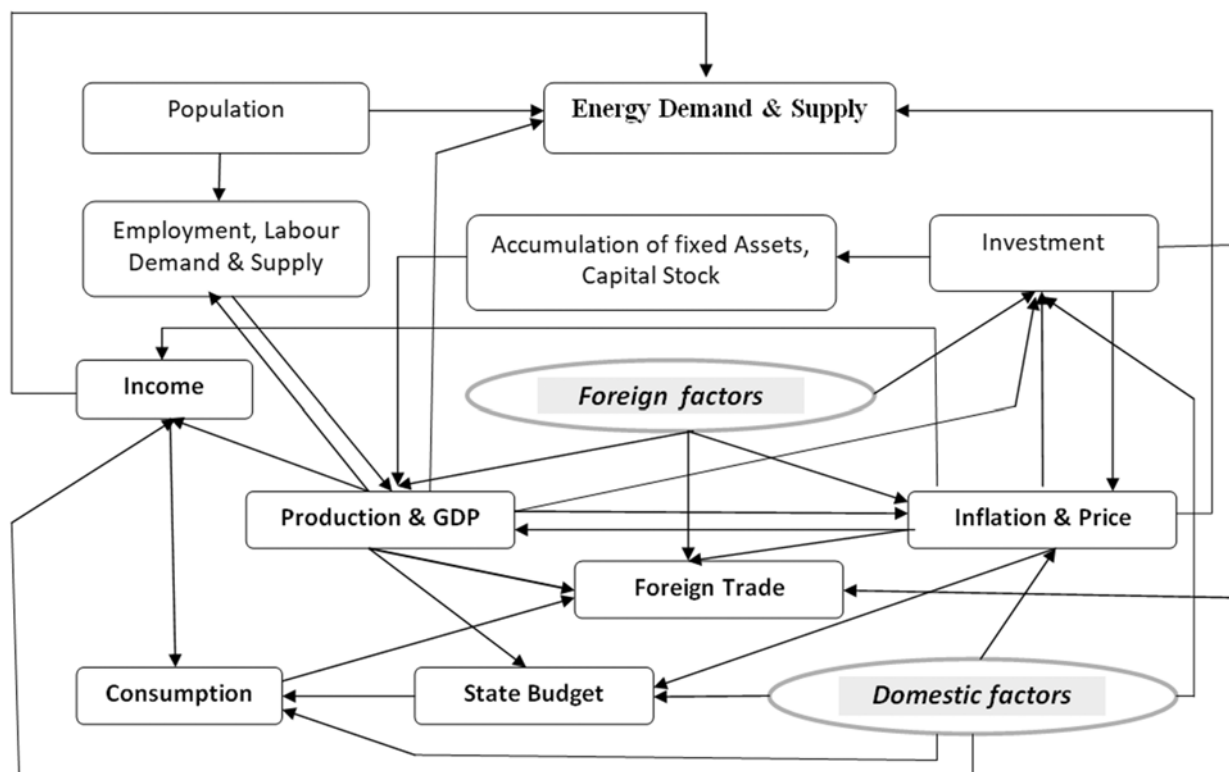 Population
Energy Demand & Supply
Employment, Labour
Demand & Supply
Accumulation of fixed Assets,
Capital Stock
Investment
Income
Foreign factors
Production & GDP
Inflation & Price
Foreign Trade
Consumption
State Budget
Domestic factors